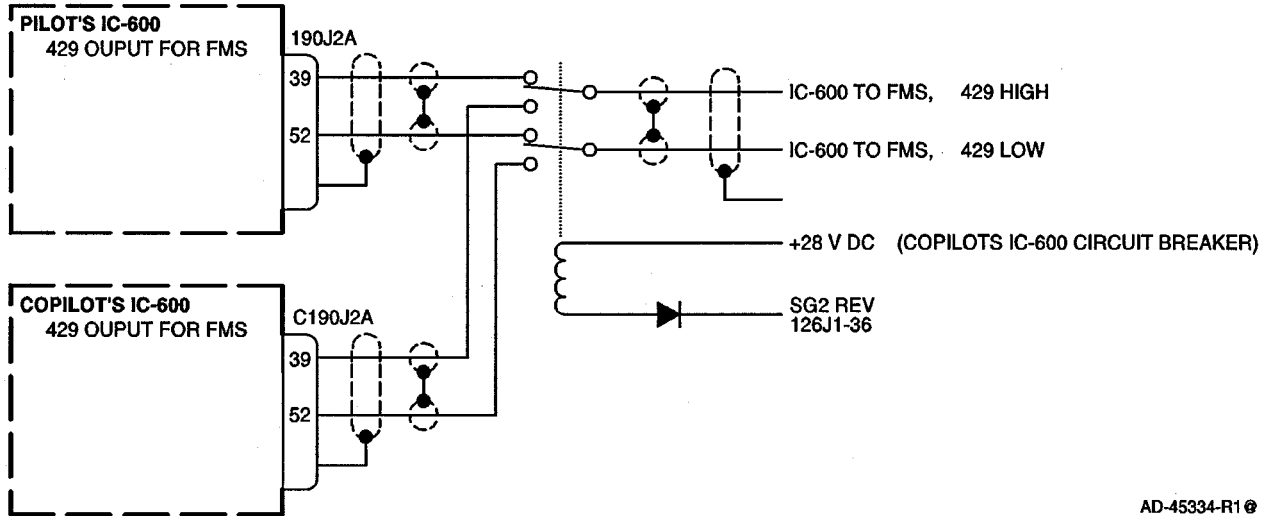 PILOT'S IC-600
429 OUPUT FOR FMS
190J2A
39
52
IC-600 TO FMS, 429 HIGH
IC-600 TO FMS, 429 LOW
+28 V DC (COPILOTS IC-600 CIRCUIT BREAKER)
SG2 REV
126J1-36
COPILOT'S IC-600
429 OUPUT FOR FMS
C190J2A
39
52
AD-45334-R1@